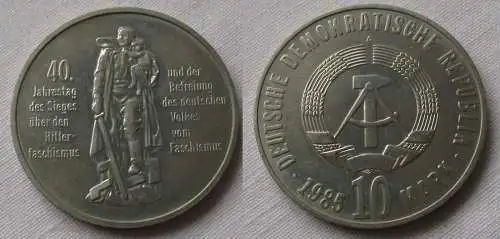 40.
Jahrestag
des Sieges
über den
Hitler-
faschismus
und der
Befreiung
des deutschen
Volkes
vom
Faschismus
DEUTSCHE DEMOKRATISCHE REPUBLIK
1985 10 MARK
A